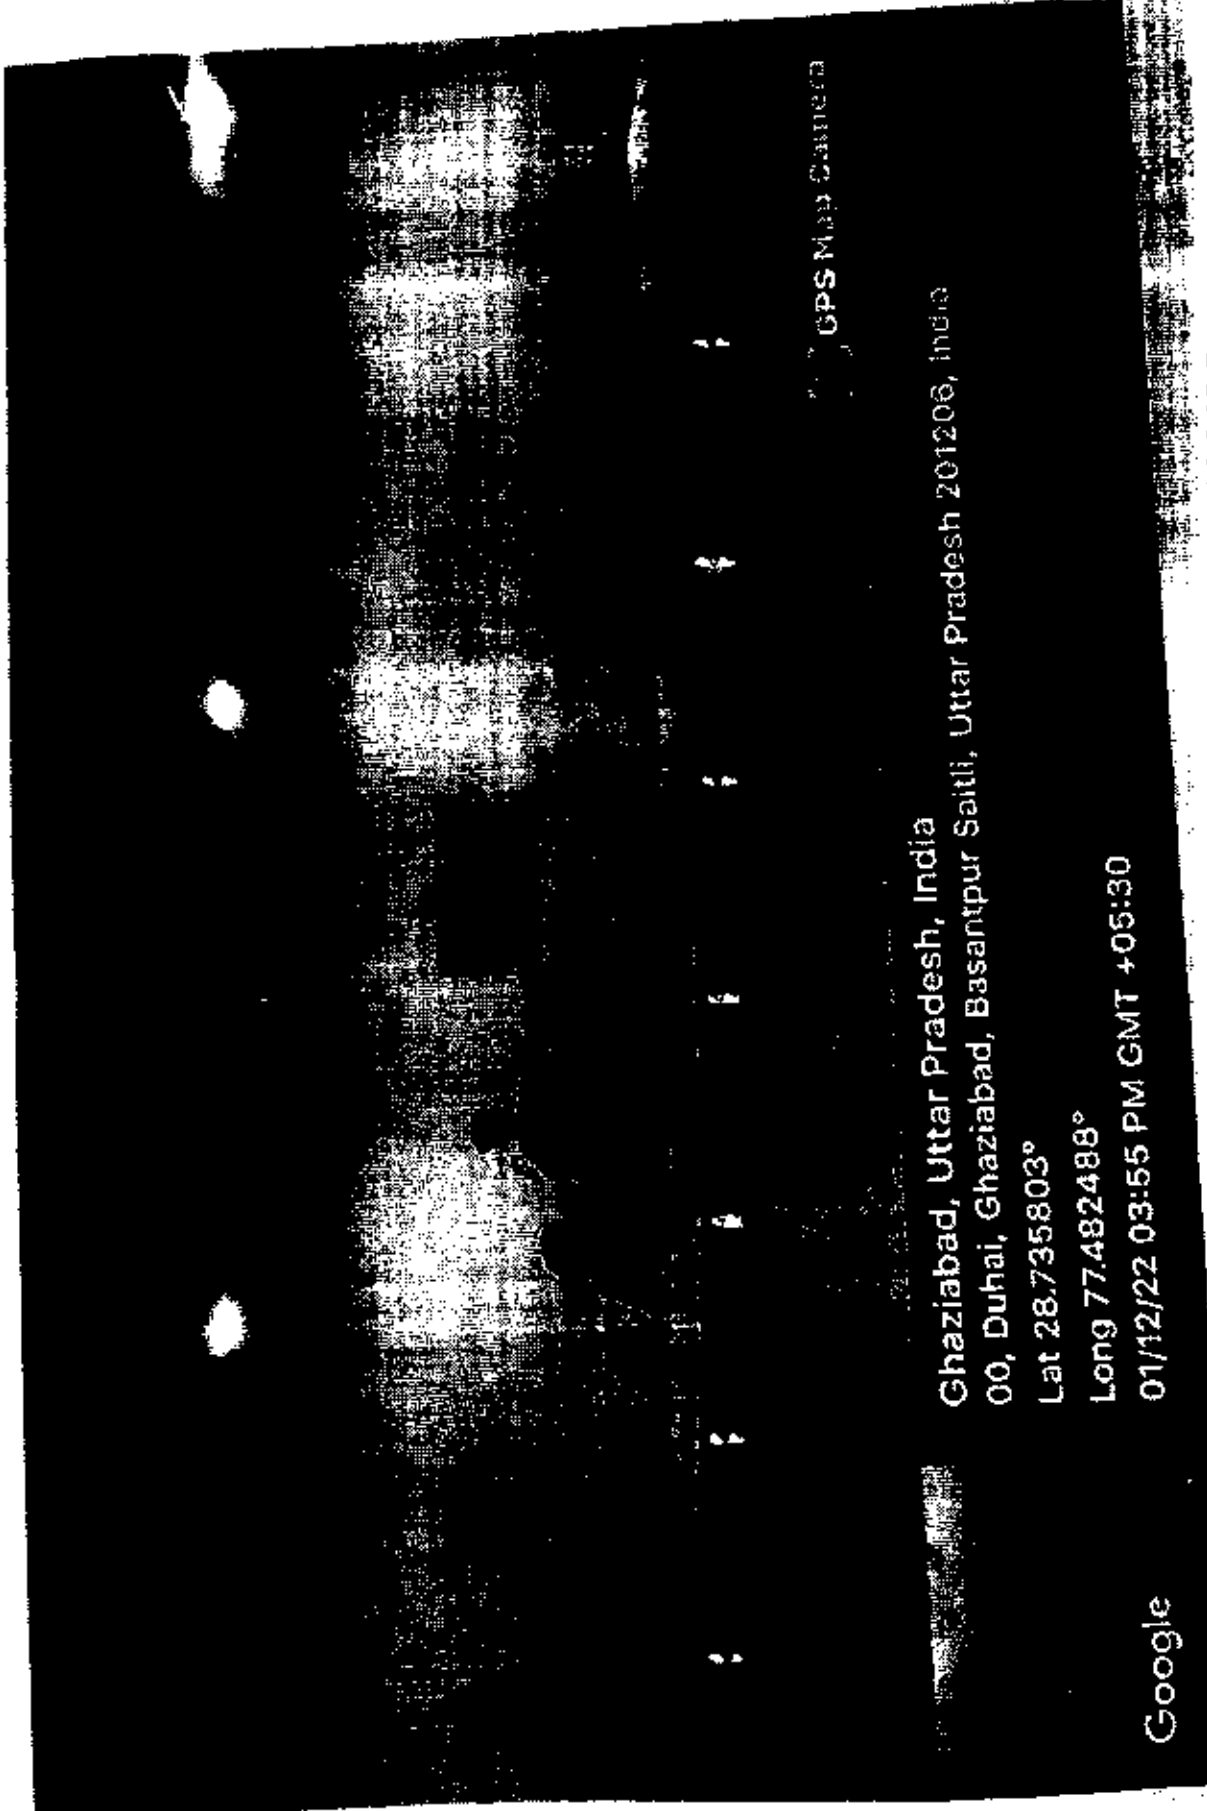 GPS Map Camera
Ghaziabad, Uttar Pradesh, India
00, Duhai, Ghaziabad, Basantpur Saitli, Uttar Pradesh 201206, India
Lat 28.735803°
Long 77.482488°
01/12/22 03:55 PM GMT +05:30
Google